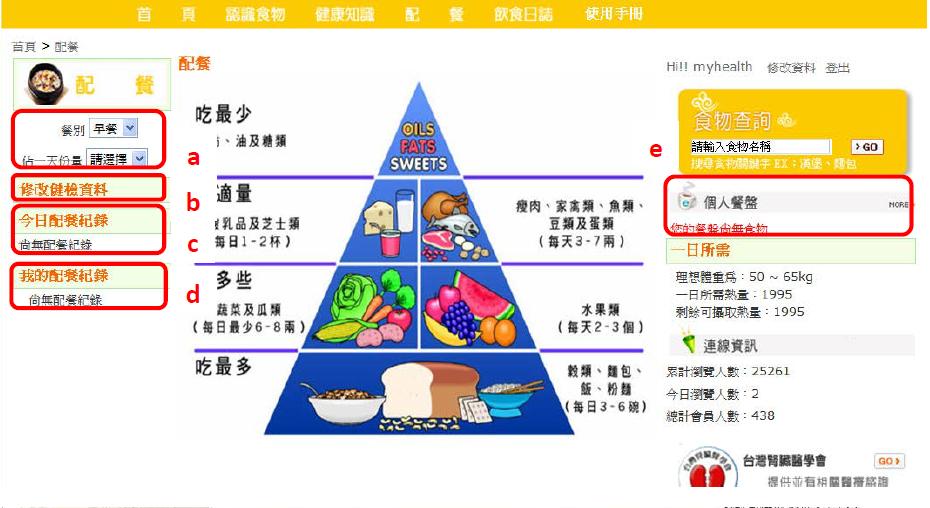 首 頁 認識食物 健康知識 配 餐 飲食日誌 使用手冊
首頁 > 配餐
配 餐
餐別 早餐
佔一天份量 請選擇
a
修改健檢資料
b
今日配餐紀錄
尚無配餐紀錄
c
我的配餐紀錄
尚無配餐紀錄
d
配餐
吃最少
、油及糖類
OILS
FATS
SWEETS
適量
乳品及芝士類
每日1-2杯)
瘦肉、家禽類、魚類、
豆類及蛋類
(每天3-7兩)
多些
蔬菜及瓜類
(每日最少6-8兩)
水果類
(每天2-3個)
吃最多
穀類、麵包、
飯、粉麵
(每日3-6碗)
Hi!! myhealth 修改資料 登出
食物查詢
e
請輸入食物名稱 GO
搜尋食物關鍵字 EX：漢堡、麵包
個人餐盤 MORE
您的餐盤尚無食物
一日所需
理想體重為：50 ~ 65kg
一日所需熱量：1995
剩餘可攝取熱量：1995
連線資訊
累計瀏覽人數：25261
今日瀏覽人數：2
總計會員人數：438
台灣腎臟醫學會 GO
台灣腎臟醫學會
提供並有相關醫療諮詢